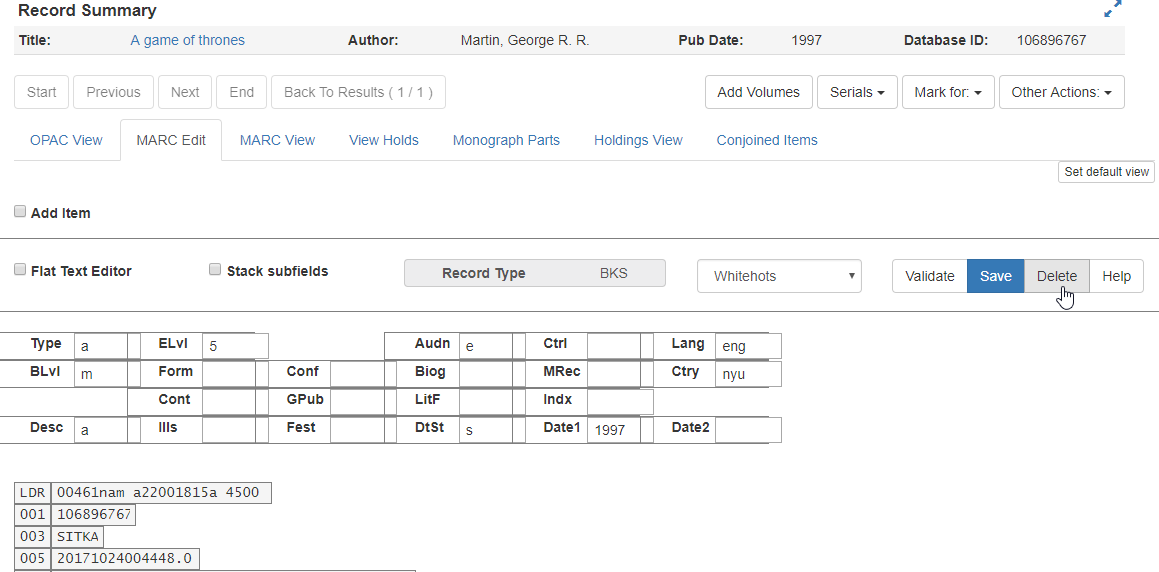 Record Summary
Title: A game of thrones Author: Martin, George R. R. Pub Date: 1997 Database ID: 106896767
Start Previous Next End Back To Results ( 1 / 1 ) Add Volumes Serials Mark for: Other Actions:
OPAC View MARC Edit MARC View View Holds Monograph Parts Holdings View Conjoined Items
Set default view
Add Item
Flat Text Editor Stack subfields Record Type BKS Whitehots Validate Save Delete Help
Type a ELvl 5 Audn e Ctrl Lang eng
BLvl m Form Conf Biog MRec Ctry nyu
Cont GPub LitF Indx
Desc a Ills Fest DtSt s Date1 1997 Date2
LDR 00461nam a22001815a 4500
001 106896767
003 SITKA
005 20171024004448.0